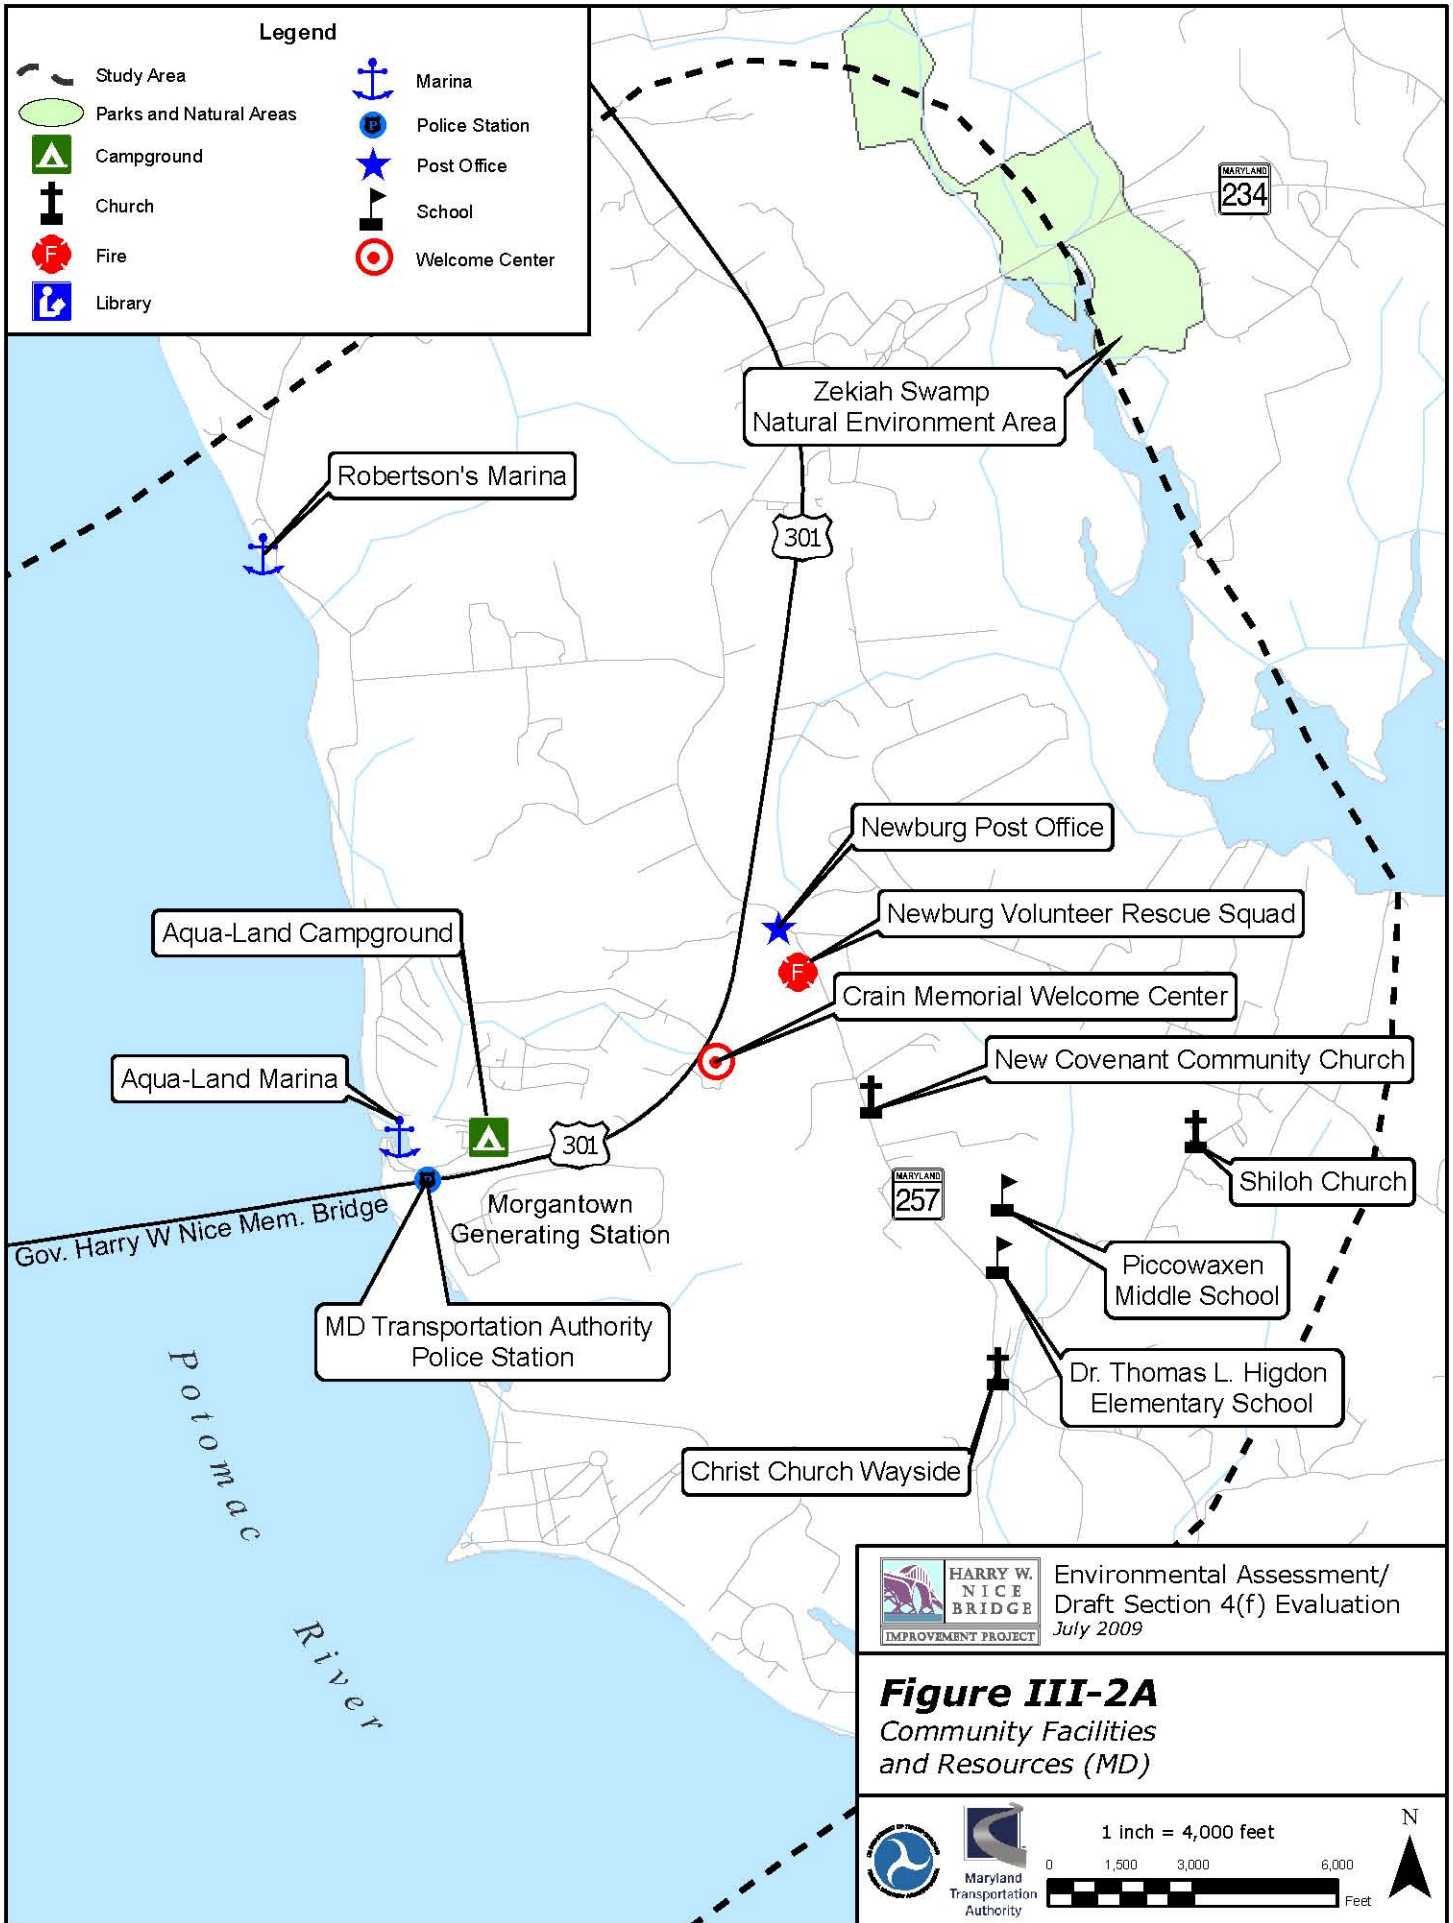 Legend
Study Area
Parks and Natural Areas
Campground
Church
Fire
Library
Marina
Police Station
Post Office
School
Welcome Center
F
P
MARYLAND
234
Zekiah Swamp
Natural Environment Area
Robertson's Marina
301
Newburg Post Office
Newburg Volunteer Rescue Squad
F
Aqua-Land Campground
Crain Memorial Welcome Center
New Covenant Community Church
Aqua-Land Marina
301
Shiloh Church
MARYLAND
257
P
Morgantown
Generating Station
Gov. Harry W Nice Mem. Bridge
Piccowaxen
Middle School
MD Transportation Authority
Police Station
Dr. Thomas L. Higdon
Elementary School
Christ Church Wayside
Potomac
River
HARRY W.
NICE
BRIDGE
IMPROVEMENT PROJECT
Environmental Assessment/
Draft Section 4(f) Evaluation
July 2009
Figure III-2A
Community Facilities
and Resources (MD)
Maryland
Transportation
Authority
1 inch = 4,000 feet
0 1,500 3,000 6,000
Feet
N